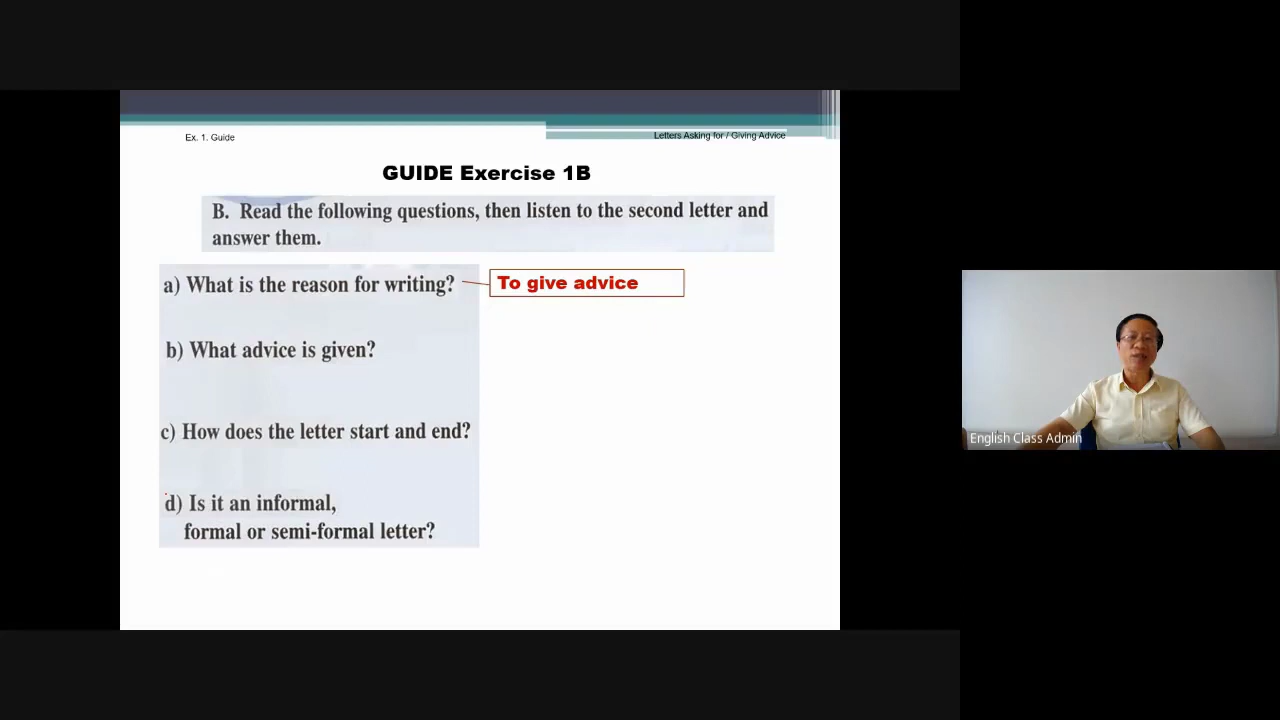 Ex. 1. Guide
Letters Asking for / Giving Advice
GUIDE Exercise 1B
B. Read the following questions, then listen to the second letter and
answer them.
a) What is the reason for writing?
To give advice
b) What advice is given?
c) How does the letter start and end?
d) Is it an informal,
formal or semi-formal letter?
English Class Admin